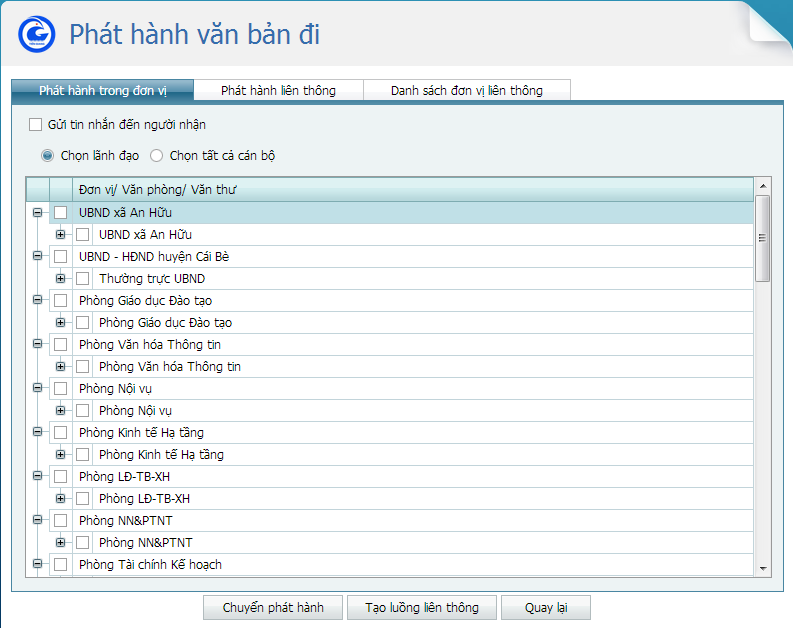 Phát hành văn bản đi
Phát hành trong đơn vị Phát hành liên thông Danh sách đơn vị liên thông
Gửi tin nhắn đến người nhận
Chọn lãnh đạo Chọn tất cả cán bộ
Đơn vị/ Văn phòng/ Văn thư
UBND xã An Hữu
UBND xã An Hữu
UBND - HĐND huyện Cái Bè
Thường trực UBND
Phòng Giáo dục Đào tạo
Phòng Giáo dục Đào tạo
Phòng Văn hóa Thông tin
Phòng Văn hóa Thông tin
Phòng Nội vụ
Phòng Nội vụ
Phòng Kinh tế Hạ tầng
Phòng Kinh tế Hạ tầng
Phòng LĐ-TB-XH
Phòng LĐ-TB-XH
Phòng NN&PTNT
Phòng NN&PTNT
Phòng Tài chính Kế hoạch
Chuyển phát hành Tạo luồng liên thông Quay lại